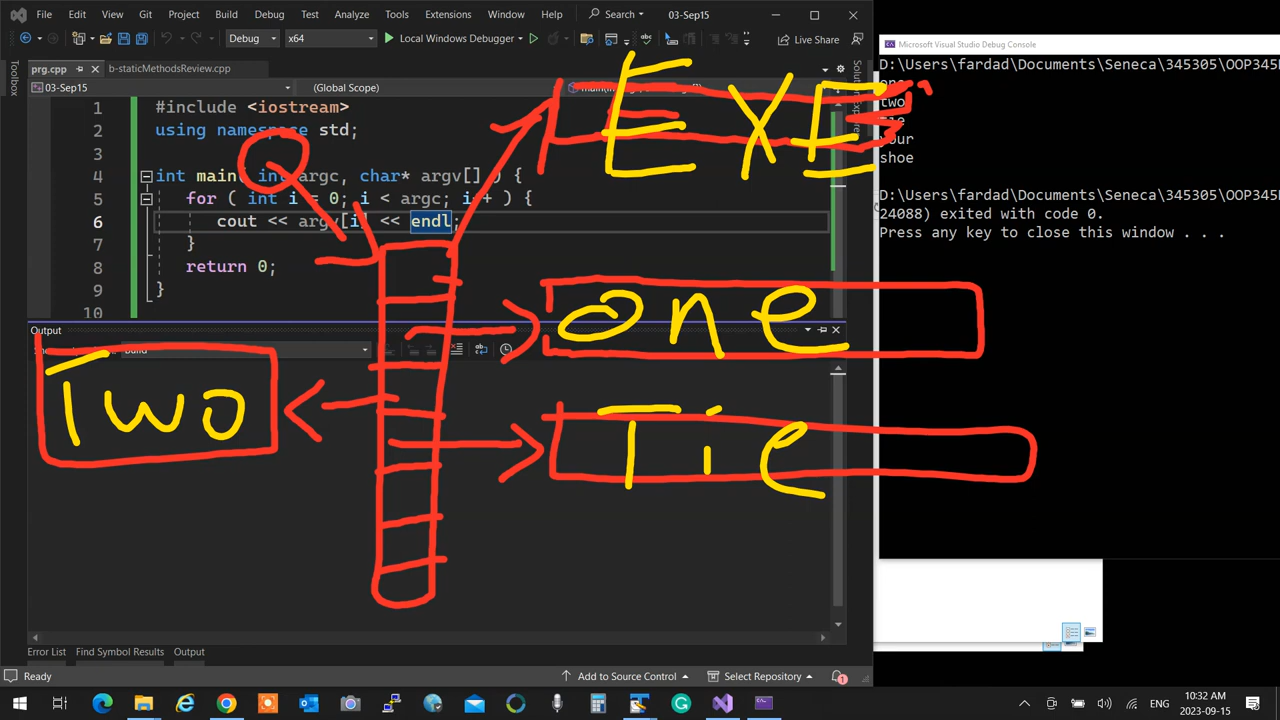 File Edit View Git Project Build Debug Test Analyze Tools Extensions Window Help Search 03-Sep15
Debug x64 Local Windows Debugger Live Share
prg.cpp b-staticMethodsReview.cpp
03-Sep15 (Global Scope)
Toolbox
1 #include <iostream>
2 using namespace std;
3
4 int main( int argc, char* argv[] ) {
5 for ( int i = 0; i < argc; i++ ) {
6 cout << argv[i] << endl;
7 }
8 return 0;
9 }
10
EXE
one
Two
Tie
Output
Error List Find Symbol Results Output
Ready Add to Source Control Select Repository 1
Microsoft Visual Studio Debug Console
D:\Users\fardad\Documents\Seneca\345305\OOP345
one
two
tie
your
shoe
D:\Users\fardad\Documents\Seneca\345305\OOP345
24088) exited with code 0.
Press any key to close this window . . .
ENG 10:32 AM
2023-09-15